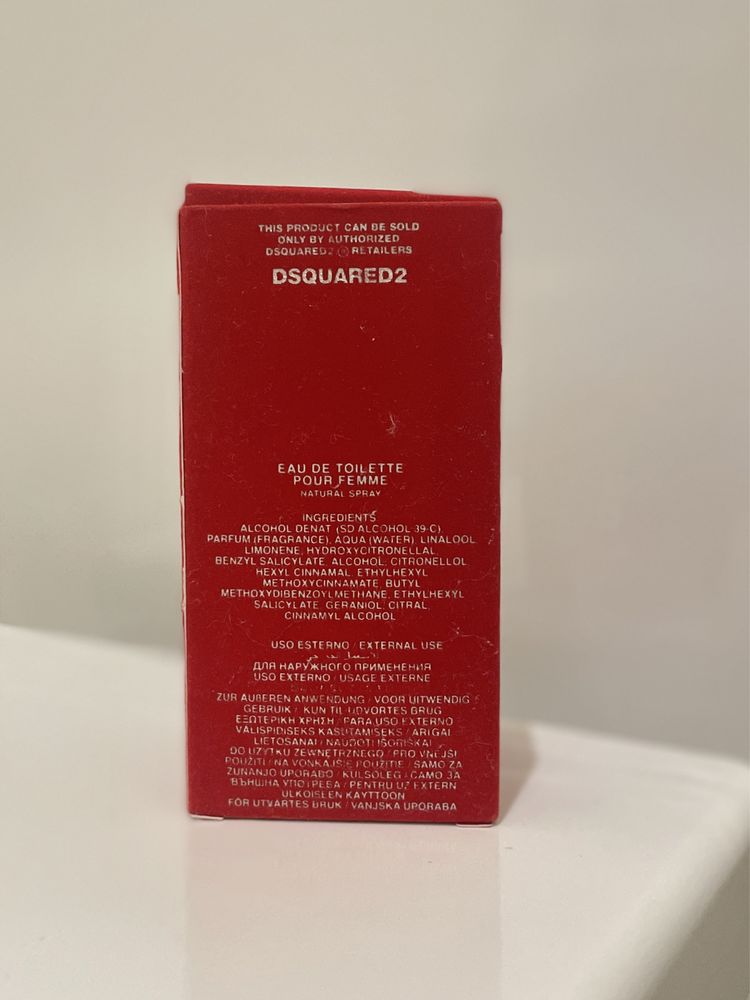 THIS PRODUCT CAN BE SOLD
ONLY BY AUTHORIZED
DSQUARED2 ® RETAILERS
DSQUARED2
EAU DE TOILETTE
POUR FEMME
NATURAL SPRAY
INGREDIENTS
ALCOHOL DENAT (SD ALCOHOL 39-C)
PARFUM (FRAGRANCE), AQUA (WATER), LINALOOL
LIMONENE, HYDROXYCITRONELLAL,
BENZYL SALICYLATE, ALCOHOL, CITRONELLOL
HEXYL CINNAMAL, ETHYLHEXYL
METHOXYCINNAMATE, BUTYL
METHOXYDIBENZOYLMETHANE, ETHYLHEXYL
SALICYLATE, GERANIOL, CITRAL,
CINNAMYL ALCOHOL
USO ESTERNO / EXTERNAL USE
ДЛЯ НАРУЖНОГО ПРИМЕНЕНИЯ
USO EXTERNO / USAGE EXTERNE
ZUR AUßEREN ANWENDUNG / VOOR UITWENDIG
GEBRUIK / KUN TIL UDVORTES BRUG
ΕΞΩΤΕΡΙΚΗ ΧΡΗΣΗ / PARA USO EXTERNO
VÄLISPIDISEKS KASUTAMISEKS / ĀRĪGAI
LIETOŠANAI / NAUDOTI IŠORIŠKAI
DO UŻYTKU ZEWNĘTRZNEGO / PRO VNĚJŠÍ
POUŽITÍ / NA VONKAJŠIE POUŽITIE / SAMO ZA
ZUNANJO UPORABO / KÜLSŐLEG / САМО ЗА
ВЪНШНА УПОТРЕБА / PENTRU UZ EXTERN
ULKOISEEN KÄYTTÖÖN
FÖR UTVÄRTES BRUK / VANJSKA UPORABA